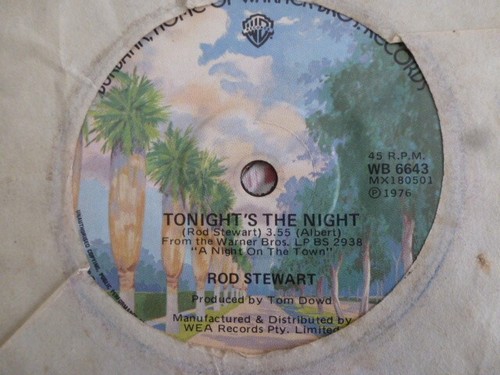 BURBANK, HOME OF WARNER BROS. RECORDS
WB
45 R.P.M.
WB 6643
MX180501
Ⓟ 1976
TONIGHT'S THE NIGHT
(Rod Stewart) 3.55 (Albert)
From the Warner Bros. LP BS 2938
"A Night On The Town"
ROD STEWART
Produced by Tom Dowd
Manufactured & Distributed by
WEA Records Pty. Limited